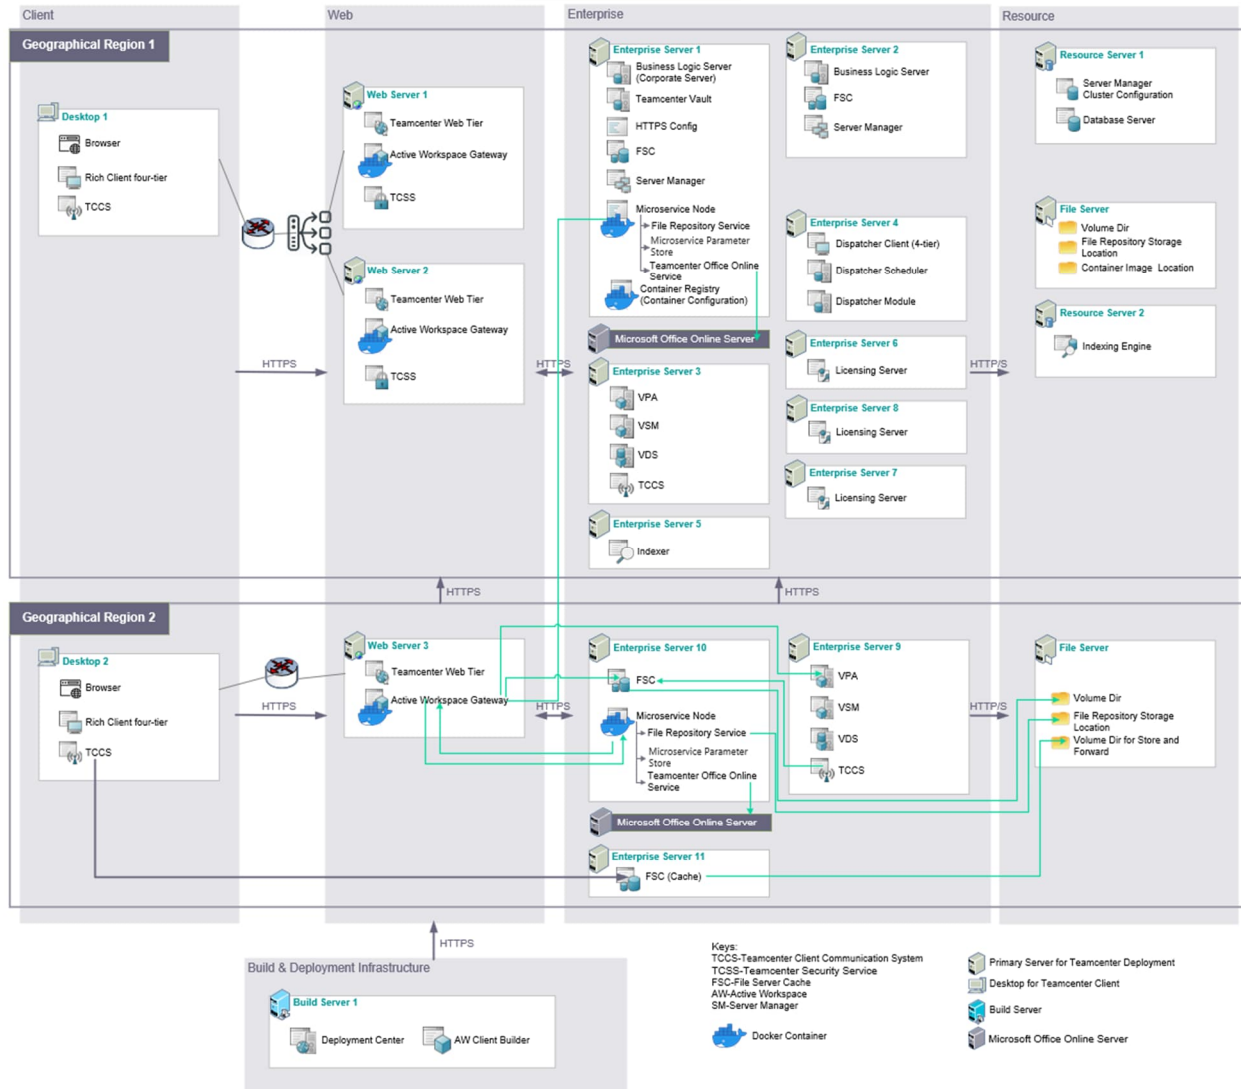 Client
Web
Enterprise
Resource
Geographical Region 1
Desktop 1
Browser
Rich Client four-tier
TCCS
HTTPS
Web Server 1
Teamcenter Web Tier
Active Workspace Gateway
TCSS
Web Server 2
Teamcenter Web Tier
Active Workspace Gateway
TCSS
HTTPS
Enterprise Server 1
Business Logic Server
(Corporate Server)
Teamcenter Vault
HTTPS Config
FSC
Server Manager
Microservice Node
File Repository Service
Microservice Parameter
Store
Teamcenter Office Online
Service
Container Registry
(Container Configuration)
Microsoft Office Online Server
Enterprise Server 3
VPA
VSM
VDS
TCCS
Enterprise Server 5
Indexer
Enterprise Server 2
Business Logic Server
FSC
Server Manager
Enterprise Server 4
Dispatcher Client (4-tier)
Dispatcher Scheduler
Dispatcher Module
Enterprise Server 6
Licensing Server
Enterprise Server 8
Licensing Server
Enterprise Server 7
Licensing Server
HTTP/S
Resource Server 1
Server Manager
Cluster Configuration
Database Server
File Server
Volume Dir
File Repository Storage
Location
Container Image Location
Resource Server 2
Indexing Engine
HTTPS
HTTPS
Geographical Region 2
Desktop 2
Browser
Rich Client four-tier
TCCS
HTTPS
Web Server 3
Teamcenter Web Tier
Active Workspace Gateway
HTTPS
Enterprise Server 10
FSC
Microservice Node
File Repository Service
Microservice Parameter
Store
Teamcenter Office Online
Service
Microsoft Office Online Server
Enterprise Server 11
FSC (Cache)
Enterprise Server 9
VPA
VSM
VDS
TCCS
HTTP/S
File Server
Volume Dir
File Repository Storage
Location
Volume Dir for Store and
Forward
HTTPS
Build & Deployment Infrastructure
Build Server 1
Deployment Center
AW Client Builder
Keys:
TCCS-Teamcenter Client Communication System
TCSS-Teamcenter Security Service
FSC-File Server Cache
AW-Active Workspace
SM-Server Manager
Docker Container
Primary Server for Teamcenter Deployment
Desktop for Teamcenter Client
Build Server
Microsoft Office Online Server